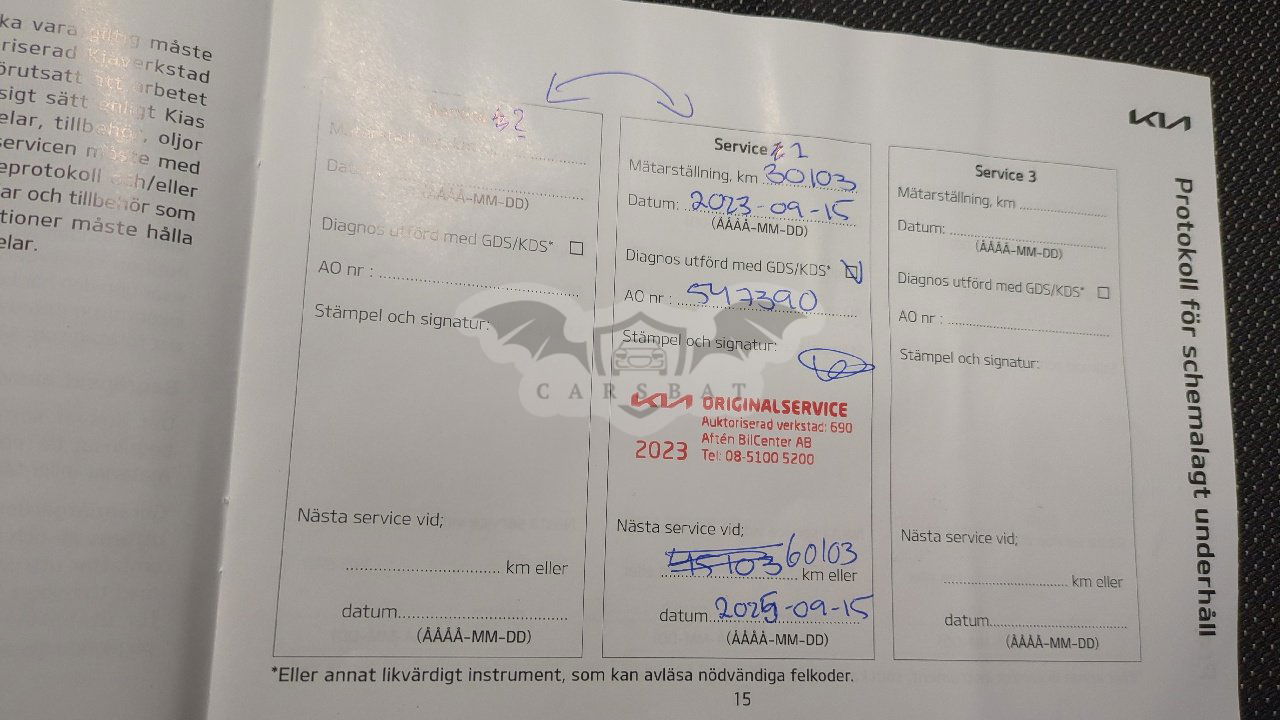 ka vara giltig måste
riserad Kiaverkstad
örutsatt att arbetet
sigt sätt enligt Kias
elar, tillbehör, oljor
servicen måste med
eprotokoll och/eller
ar och tillbehör som
tioner måste hålla
elar.
KIA
Protokoll för schemalagt underhåll
Service 2
Mätarställning, km
Datum:
(ÅÅÅÅ-MM-DD)
Diagnos utförd med GDS/KDS*
AO nr :
Stämpel och signatur:
Nästa service vid;
km eller
datum
(ÅÅÅÅ-MM-DD)
Service 1
Mätarställning, km 30103
Datum: 2023-09-15
(ÅÅÅÅ-MM-DD)
Diagnos utförd med GDS/KDS*
AO nr : 547390
Stämpel och signatur:
CARSBAT
KIA ORIGINALSERVICE
Auktoriserad verkstad: 690
Aftén BilCenter AB
2023 Tel: 08-5100 5200
Nästa service vid;
45103 60103
km eller
datum 2025-09-15
(ÅÅÅÅ-MM-DD)
Service 3
Mätarställning, km
Datum:
(ÅÅÅÅ-MM-DD)
Diagnos utförd med GDS/KDS*
AO nr :
Stämpel och signatur:
Nästa service vid;
km eller
datum
(ÅÅÅÅ-MM-DD)
*Eller annat likvärdigt instrument, som kan avläsa nödvändiga felkoder.
15